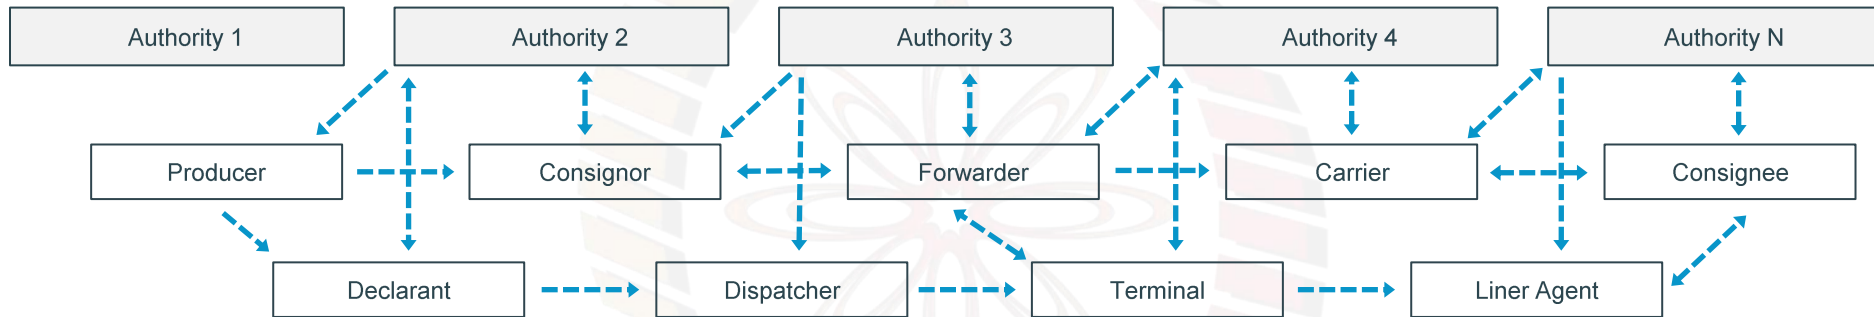 Authority 1
Authority 2
Authority 3
Authority 4
Authority N
Producer
Consignor
Forwarder
Carrier
Consignee
Declarant
Dispatcher
Terminal
Liner Agent